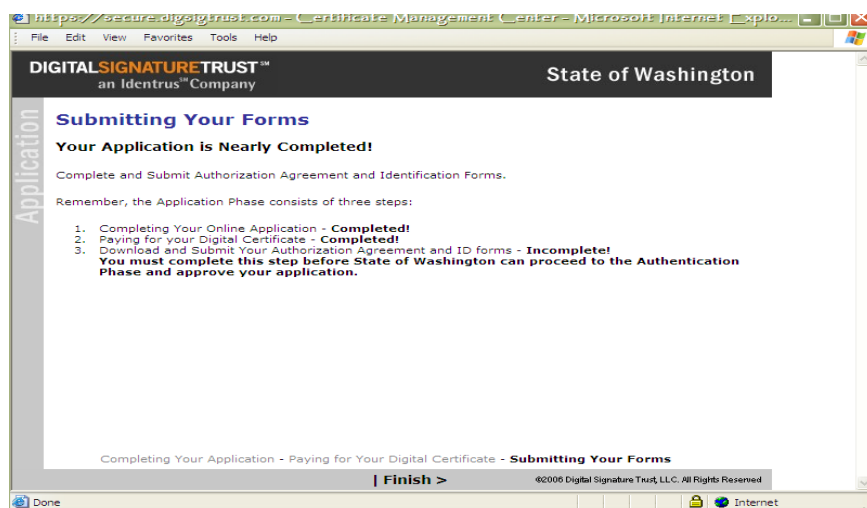 https://secure.digsigtrust.com - Certificate Management Center - Microsoft Internet Explo...
File Edit View Favorites Tools Help
DIGITALSIGNATURETRUST℠
an Identrus℠Company
State of Washington
Application
Submitting Your Forms
Your Application is Nearly Completed!
Complete and Submit Authorization Agreement and Identification Forms.
Remember, the Application Phase consists of three steps:
1. Completing Your Online Application - Completed!
2. Paying for your Digital Certificate - Completed!
3. Download and Submit Your Authorization Agreement and ID forms - Incomplete!
You must complete this step before State of Washington can proceed to the Authentication
Phase and approve your application.
Completing Your Application - Paying for Your Digital Certificate - Submitting Your Forms
| Finish >
©2006 Digital Signature Trust, LLC. All Rights Reserved
Done
Internet